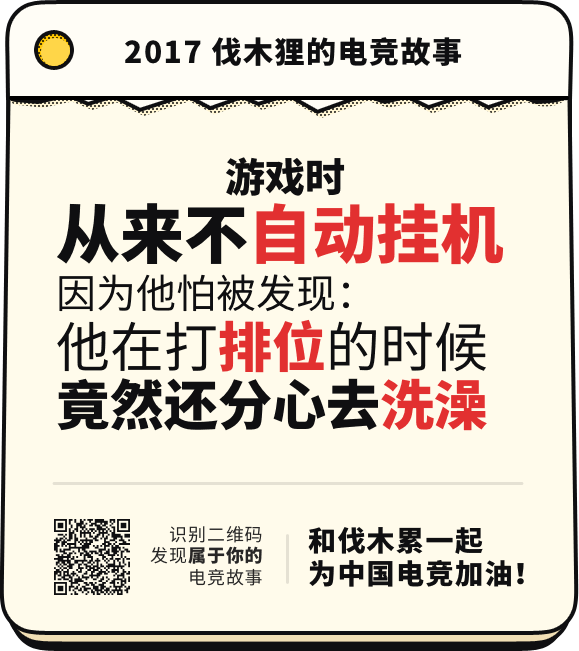 2017 伐木狸的电竞故事
游戏时
从来不自动挂机
因为他怕被发现：
他在打排位的时候
竟然还分心去洗澡
识别二维码
发现属于你的
电竞故事
和伐木累一起
为中国电竞加油！